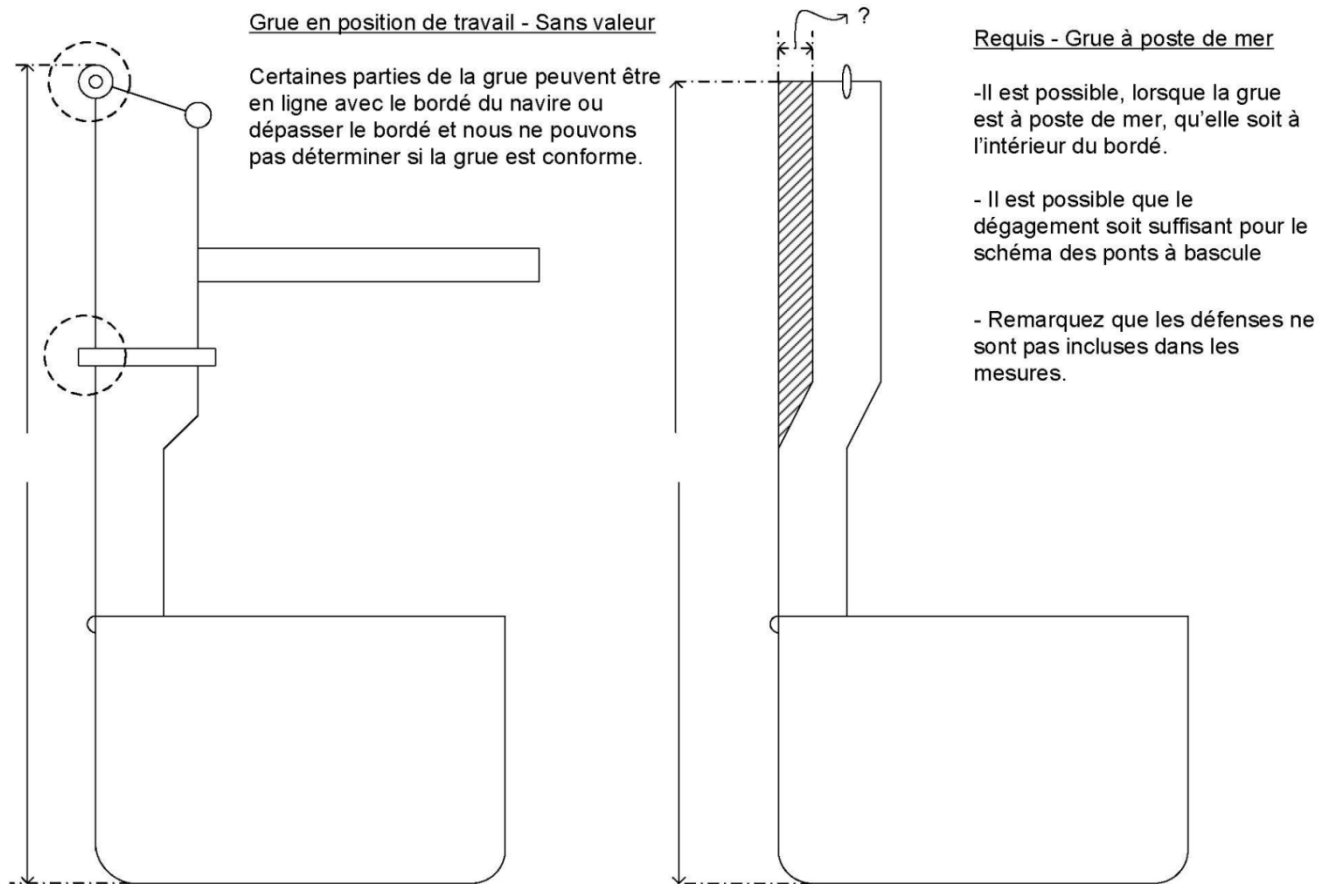 Grue en position de travail - Sans valeur
Certaines parties de la grue peuvent être
en ligne avec le bordé du navire ou
dépasser le bordé et nous ne pouvons
pas déterminer si la grue est conforme.
?
Requis - Grue à poste de mer
-Il est possible, lorsque la grue
est à poste de mer, qu'elle soit à
l'intérieur du bordé.
- Il est possible que le
dégagement soit suffisant pour le
schéma des ponts à bascule
- Remarquez que les défenses ne
sont pas incluses dans les
mesures.